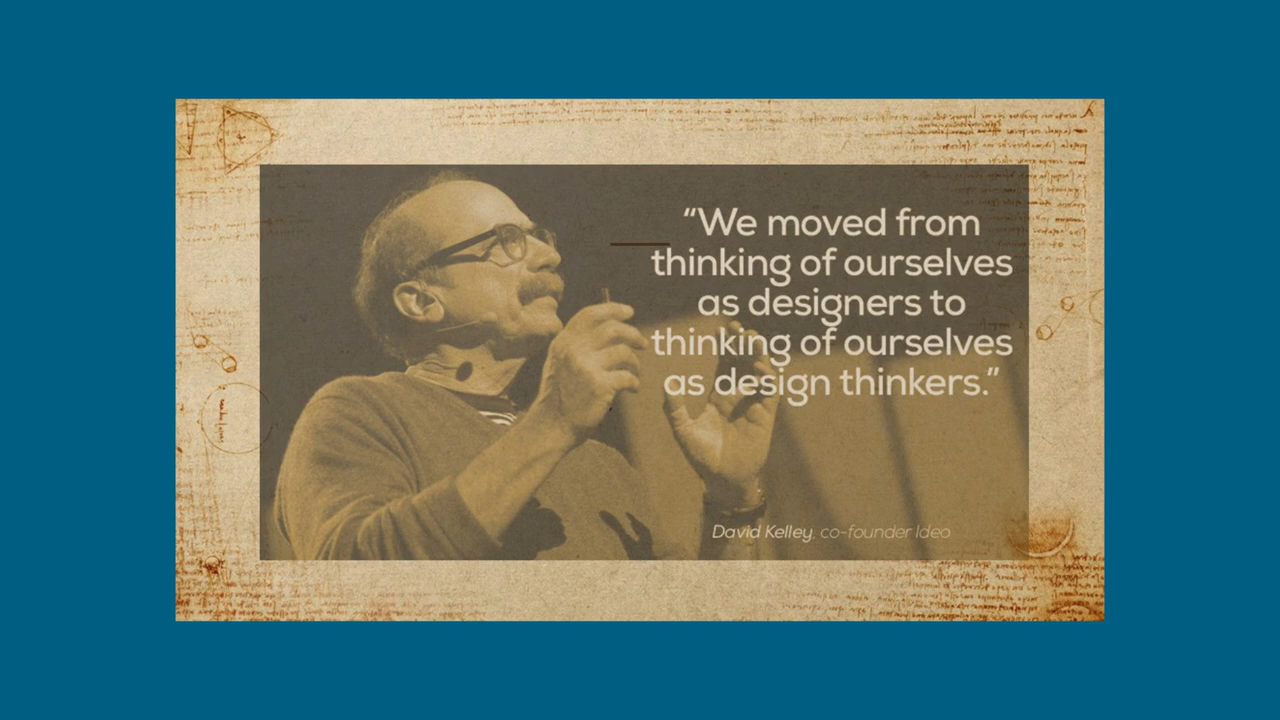 “We moved from
thinking of ourselves
as designers to
thinking of ourselves
as design thinkers.”
David Kelley, co-founder Ideo